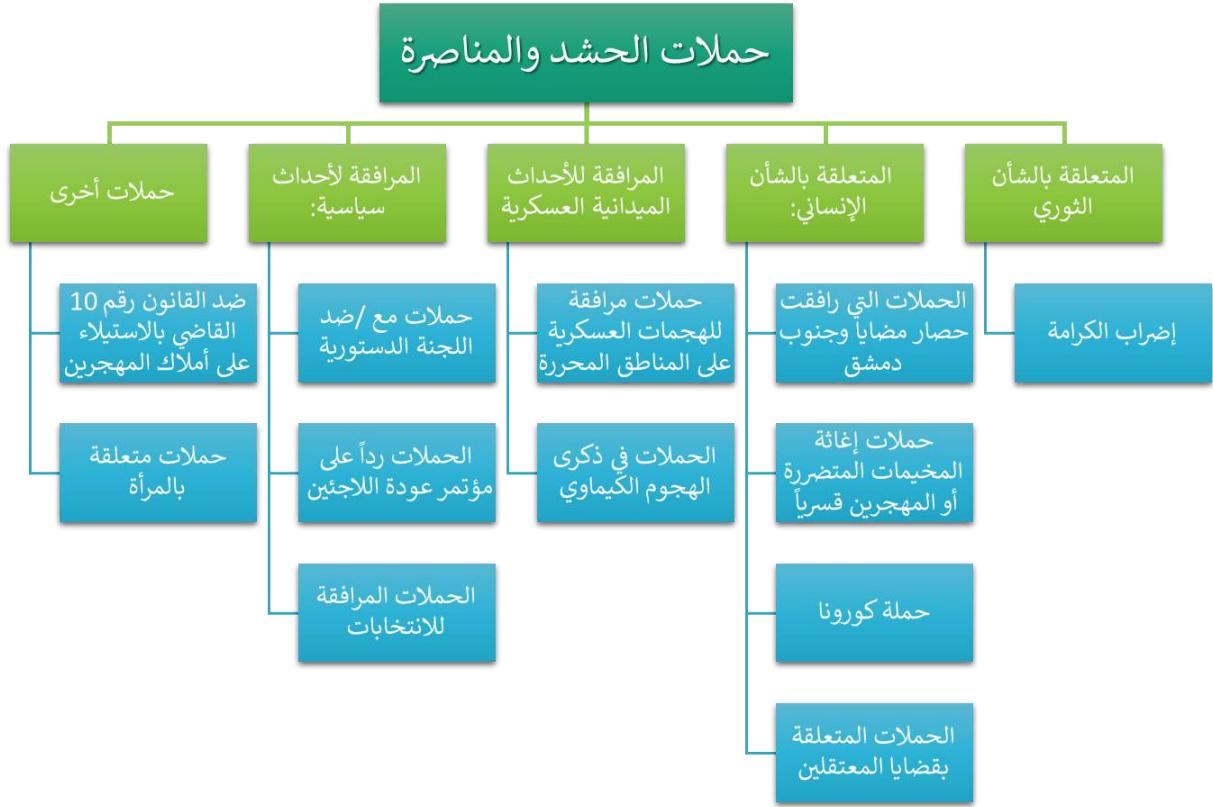 حملات الحشد والمناصرة
المتعلقة بالشأن
الثوري
إضراب الكرامة
المتعلقة بالشأن
الإنساني:
الحملات التي رافقت
حصار مضايا وجنوب
دمشق
حملات إغاثة
المخيمات المتضررة
أو المهجرين قسرياً
حملة كورونا
الحملات المتعلقة
بقضايا المعتقلين
المرافقة للأحداث
الميدانية العسكرية
حملات مرافقة
للهجمات العسكرية
على المناطق المحررة
الحملات في ذكرى
الهجوم الكيماوي
المرافقة لأحداث
سياسية:
حملات مع /ضد
اللجنة الدستورية
الحملات رداً على
مؤتمر عودة اللاجئين
الحملات المرافقة
للانتخابات
حملات أخرى
ضد القانون رقم 10
القاضي بالاستيلاء
على أملاك المهجرين
حملات متعلقة
بالمرأة